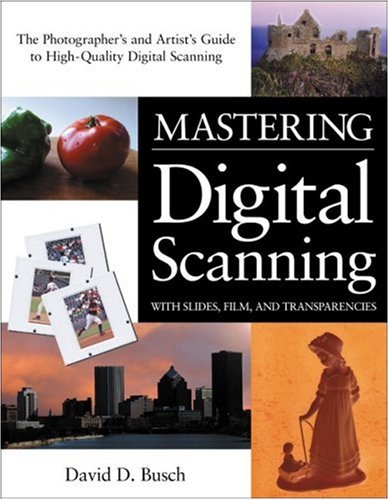 The Photographer's and Artist's Guide
to High-Quality Digital Scanning
MASTERING
Digital
Scanning
WITH SLIDES, FILM, AND TRANSPARENCIES
David D. Busch